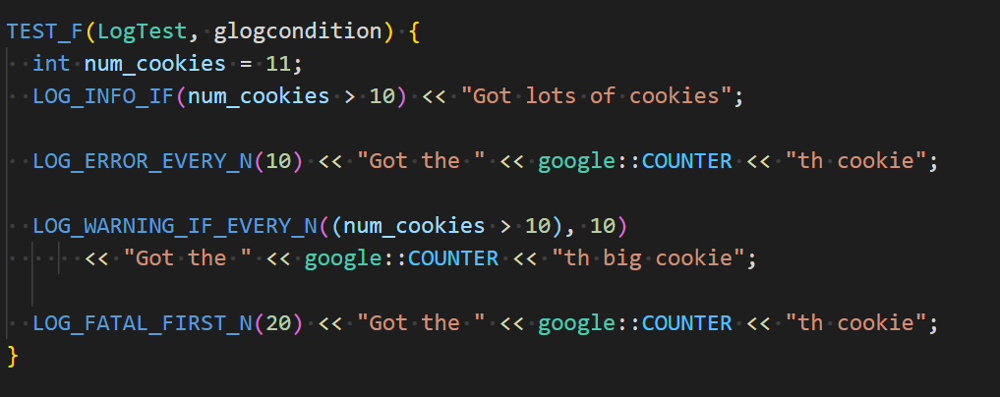 TEST_F(LogTest, glogcondition) {
  int num_cookies = 11;
  LOG_INFO_IF(num_cookies > 10) << "Got lots of cookies";
  LOG_ERROR_EVERY_N(10) << "Got the " << google::COUNTER << "th cookie";
  LOG_WARNING_IF_EVERY_N((num_cookies > 10), 10)
      << "Got the " << google::COUNTER << "th big cookie";
  LOG_FATAL_FIRST_N(20) << "Got the " << google::COUNTER << "th cookie";
}